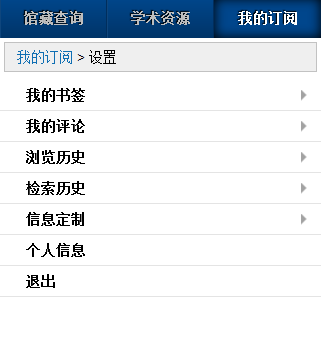 馆藏查询 学术资源 我的订阅
我的订阅 > 设置
我的书签
我的评论
浏览历史
检索历史
信息定制
个人信息
退出